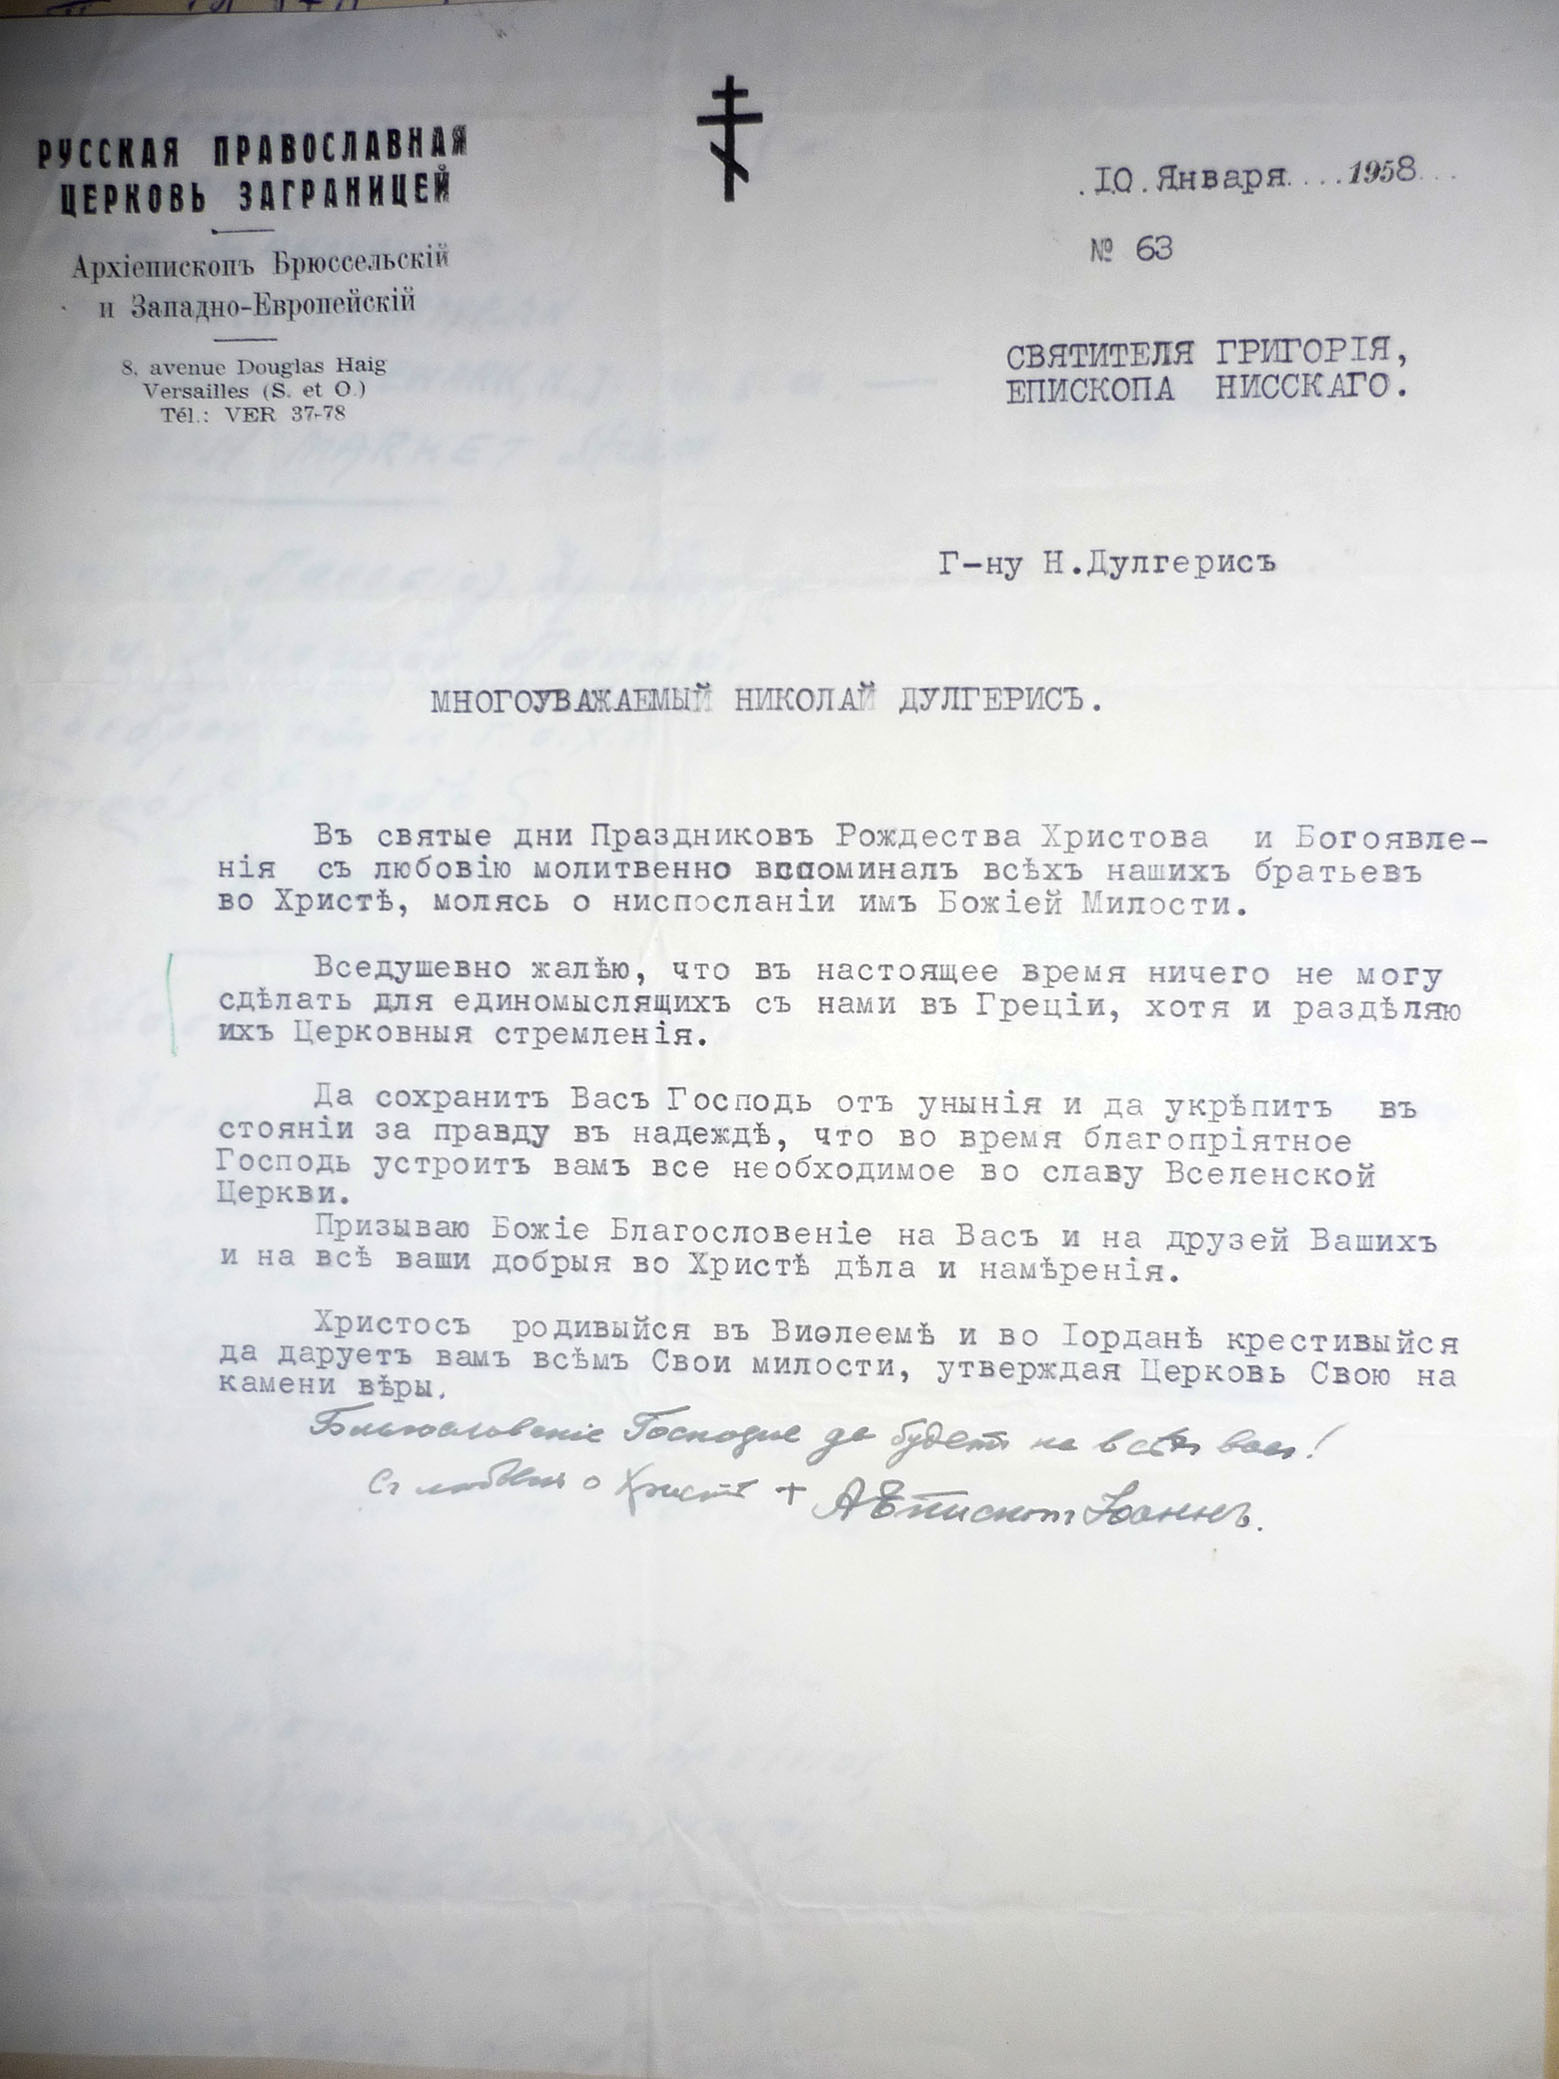 РУССКАЯ ПРАВОСЛАВНАЯ
ЦЕРКОВЬ ЗАГРАНИЦЕЙ
Архіепископъ Брюссельскій
и Западно-Европейскій
8, avenue Douglas Haig
Versailles (S. et O.)
Tél.: VER 37-78
.IO.Января....1958...
№ 63
СВЯТИТЕЛЯ ГРИГОРІЯ,
ЕПИСКОПА НИССКАГО.
Г-ну Н.Дулгерисъ
МНОГОУВАЖАЕМЫЙ НИКОЛАЙ ДУЛГЕРИСЪ.
Въ святые дни Праздниковъ Рождества Христова и Богоявле-
нія съ любовію молитвенно вспоминалъ всѣхъ нашихъ братьевъ
во Христѣ, молясь о ниспосланіи имъ Божіей Милости.
Вседушевно жалѣю, что въ настоящее время ничего не могу
сдѣлать для единомыслящихъ съ нами въ Греціи, хотя и раздѣляю
ихъ Церковныя стремленія.
Да сохранитъ Васъ Господь отъ унынія и да укрѣпитъ въ
стояніи за правду въ надеждѣ, что во время благопріятное
Господь устроитъ вамъ все необходимое во славу Вселенской
Церкви.
Призываю Божіе Благословеніе на Васъ и на друзей Вашихъ
и на всѣ ваши добрыя во Христѣ дѣла и намѣренія.
Христосъ родивыйся въ Виѳлеемѣ и во Іорданѣ крестивыйся
да даруетъ вамъ всѣмъ Свои милости, утверждая Церковь Свою на
камени вѣры.
Благословеніе Господне да будетъ на всѣхъ васъ!
Съ любовію о Христѣ + АЕпископъ Іоаннъ.
MARKET